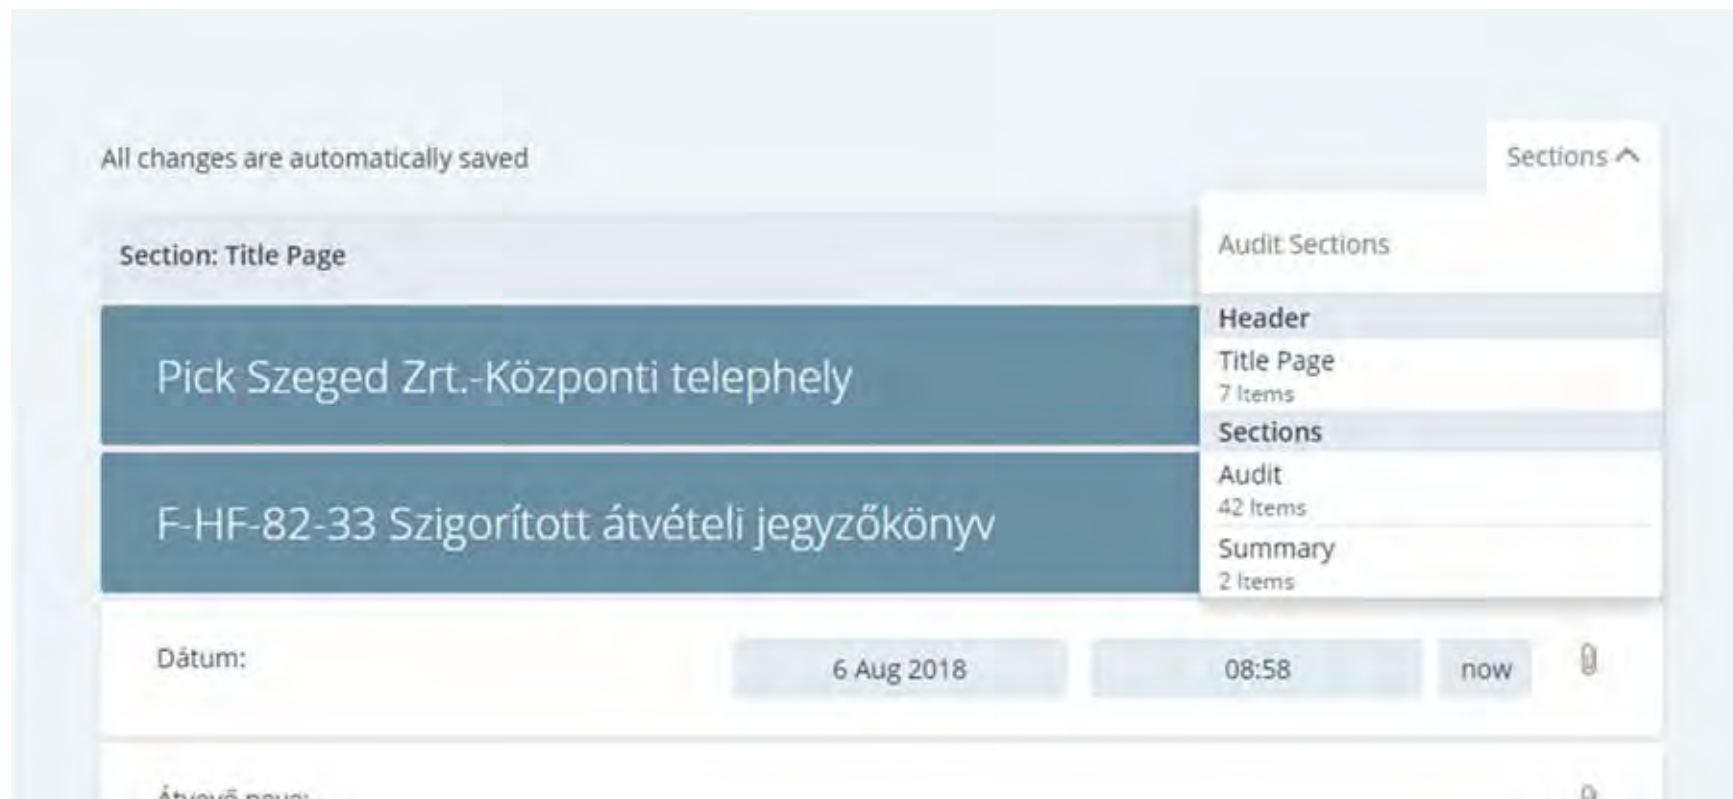 All changes are automatically saved
Sections
Section: Title Page
Audit Sections
Header
Title Page
7 Items
Sections
Audit
42 Items
Summary
2 Items
Pick Szeged Zrt.-Központi telephely
F-HF-82-33 Szigorított átvételi jegyzőkönyv
Dátum:
6 Aug 2018
08:58
now